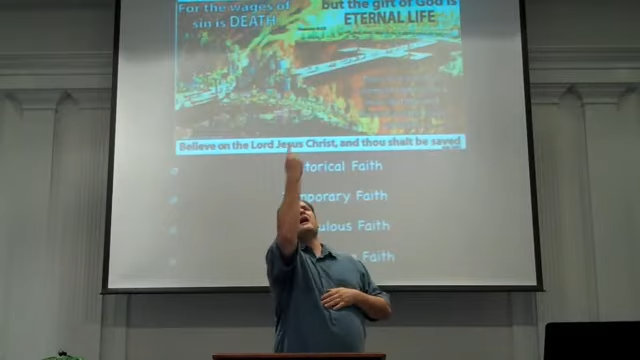 For the wages of
sin is DEATH
but the gift of God is
ETERNAL LIFE
Believe on the Lord Jesus Christ, and thou shalt be saved
torical Faith
mporary Faith
ulous Faith
Faith